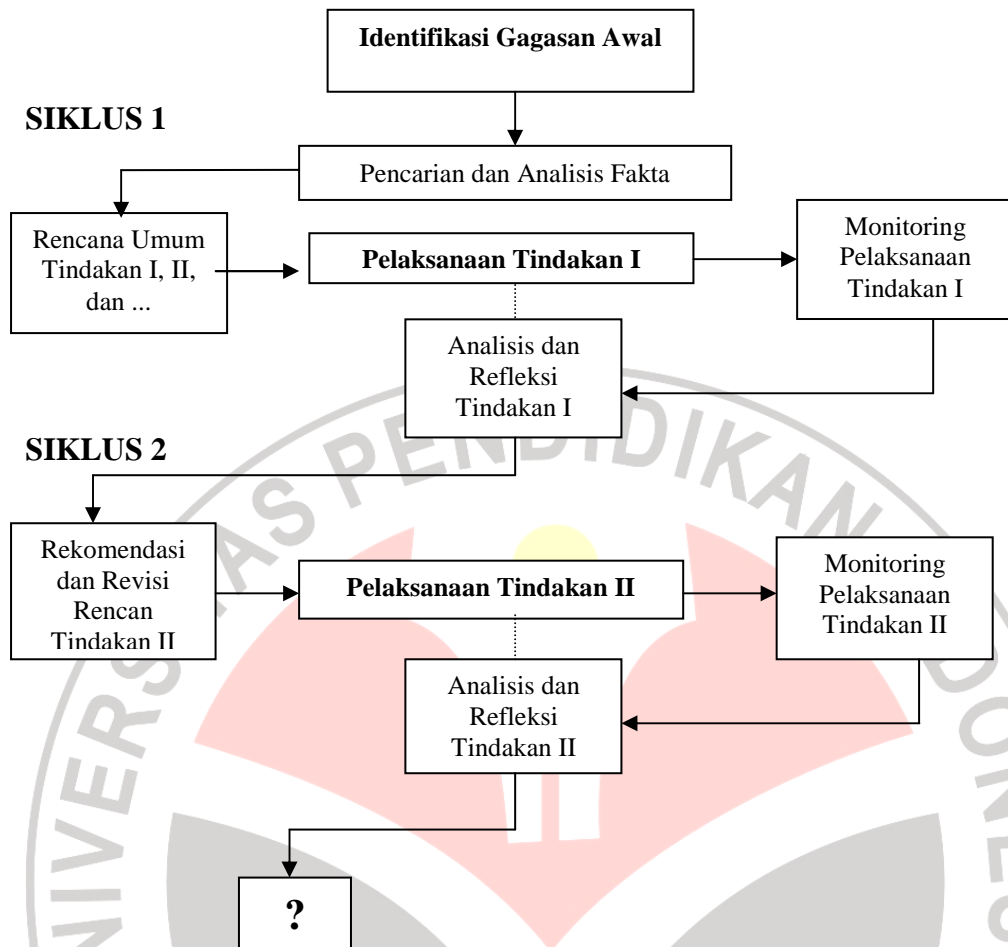 Identifikasi Gagasan Awal
SIKLUS 1
Pencarian dan Analisis Fakta
Rencana Umum
Tindakan I, II,
dan ...
Pelaksanaan Tindakan I
Monitoring
Pelaksanaan
Tindakan I
Analisis dan
Refleksi
Tindakan I
SIKLUS 2
Rekomendasi
dan Revisi
Rencan
Tindakan II
Pelaksanaan Tindakan II
Monitoring
Pelaksanaan
Tindakan II
Analisis dan
Refleksi
Tindakan II
?
PENDIDIKAN